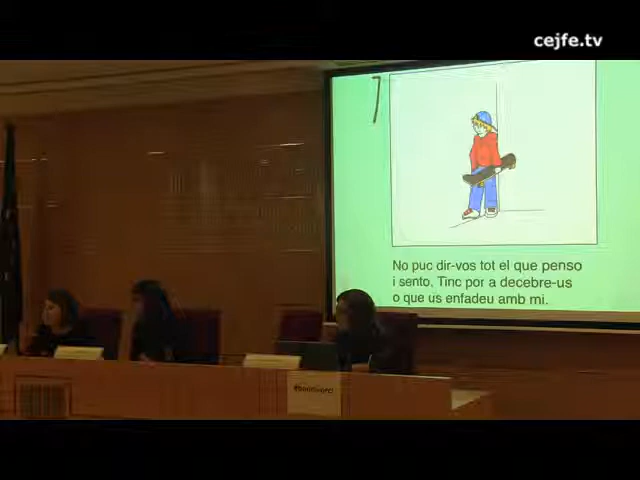 cejfe.tv
No puc dir-vos tot el que penso
i sento. Tinc por a decebre-us
o que us enfadeu amb mi.